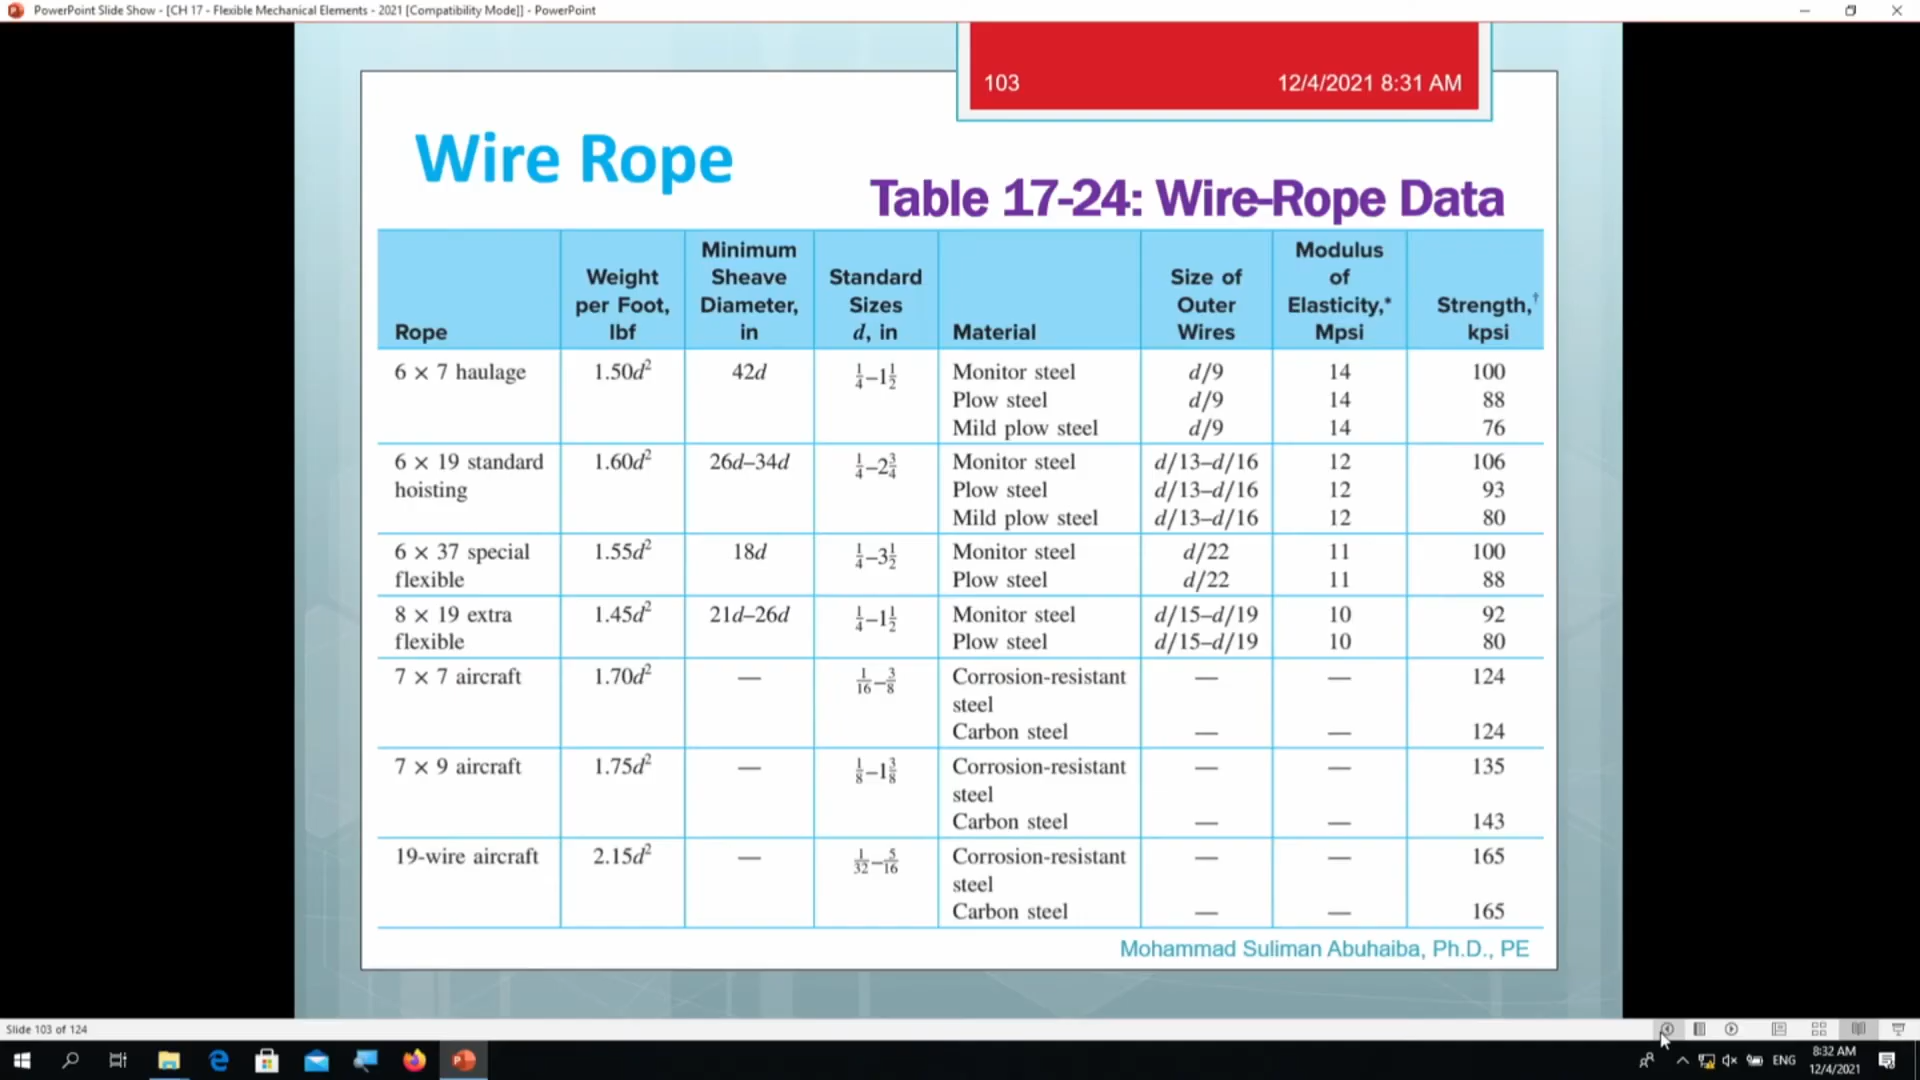 PowerPoint Slide Show - [CH 17 - Flexible Mechanical Elements - 2021 [Compatibility Mode]] - PowerPoint
103 12/4/2021 8:31 AM
Wire Rope
Table 17-24: Wire-Rope Data
Rope | Weight per Foot, lbf | Minimum Sheave Diameter, in | Standard Sizes d, in | Material | Size of Outer Wires | Modulus of Elasticity,* Mpsi | Strength,† kpsi
6 × 7 haulage 1.50d² 42d 1/4–1 1/2 Monitor steel d/9 14 100
Plow steel d/9 14 88
Mild plow steel d/9 14 76
6 × 19 standard 1.60d² 26d–34d 1/4–2 3/4 Monitor steel d/13–d/16 12 106
hoisting Plow steel d/13–d/16 12 93
Mild plow steel d/13–d/16 12 80
6 × 37 special 1.55d² 18d 1/4–3 1/2 Monitor steel d/22 11 100
flexible Plow steel d/22 11 88
8 × 19 extra 1.45d² 21d–26d 1/4–1 1/2 Monitor steel d/15–d/19 10 92
flexible Plow steel d/15–d/19 10 80
7 × 7 aircraft 1.70d² — 1/16–3/8 Corrosion-resistant — — 124
steel
Carbon steel — — 124
7 × 9 aircraft 1.75d² — 1/8–1 3/8 Corrosion-resistant — — 135
steel
Carbon steel — — 143
19-wire aircraft 2.15d² — 1/32–5/16 Corrosion-resistant — — 165
steel
Carbon steel — — 165
Mohammad Suliman Abuhaiba, Ph.D., PE
Slide 103 of 124
ENG
8:32 AM
12/4/2021